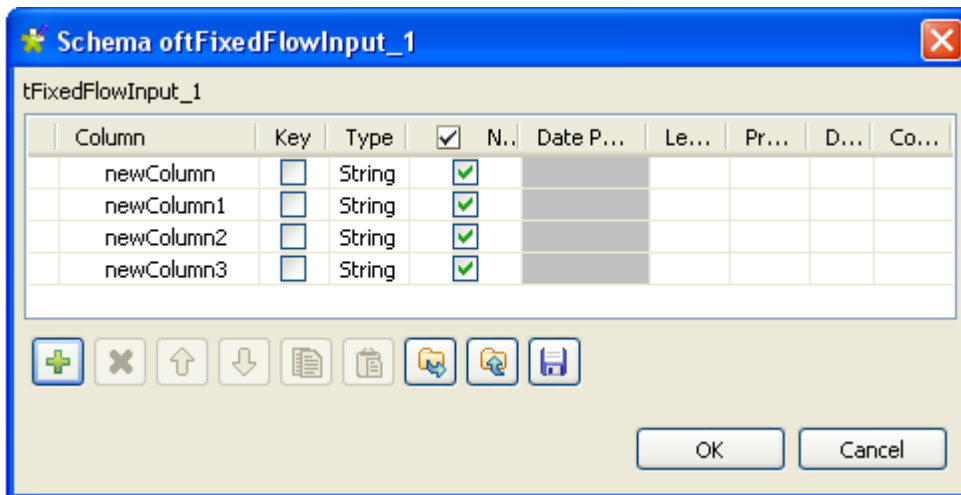 Schema oftFixedFlowInput_1
tFixedFlowInput_1
Column Key Type N.. Date P... Le... Pr... D... Co...
newColumn String
newColumn1 String
newColumn2 String
newColumn3 String
OK Cancel